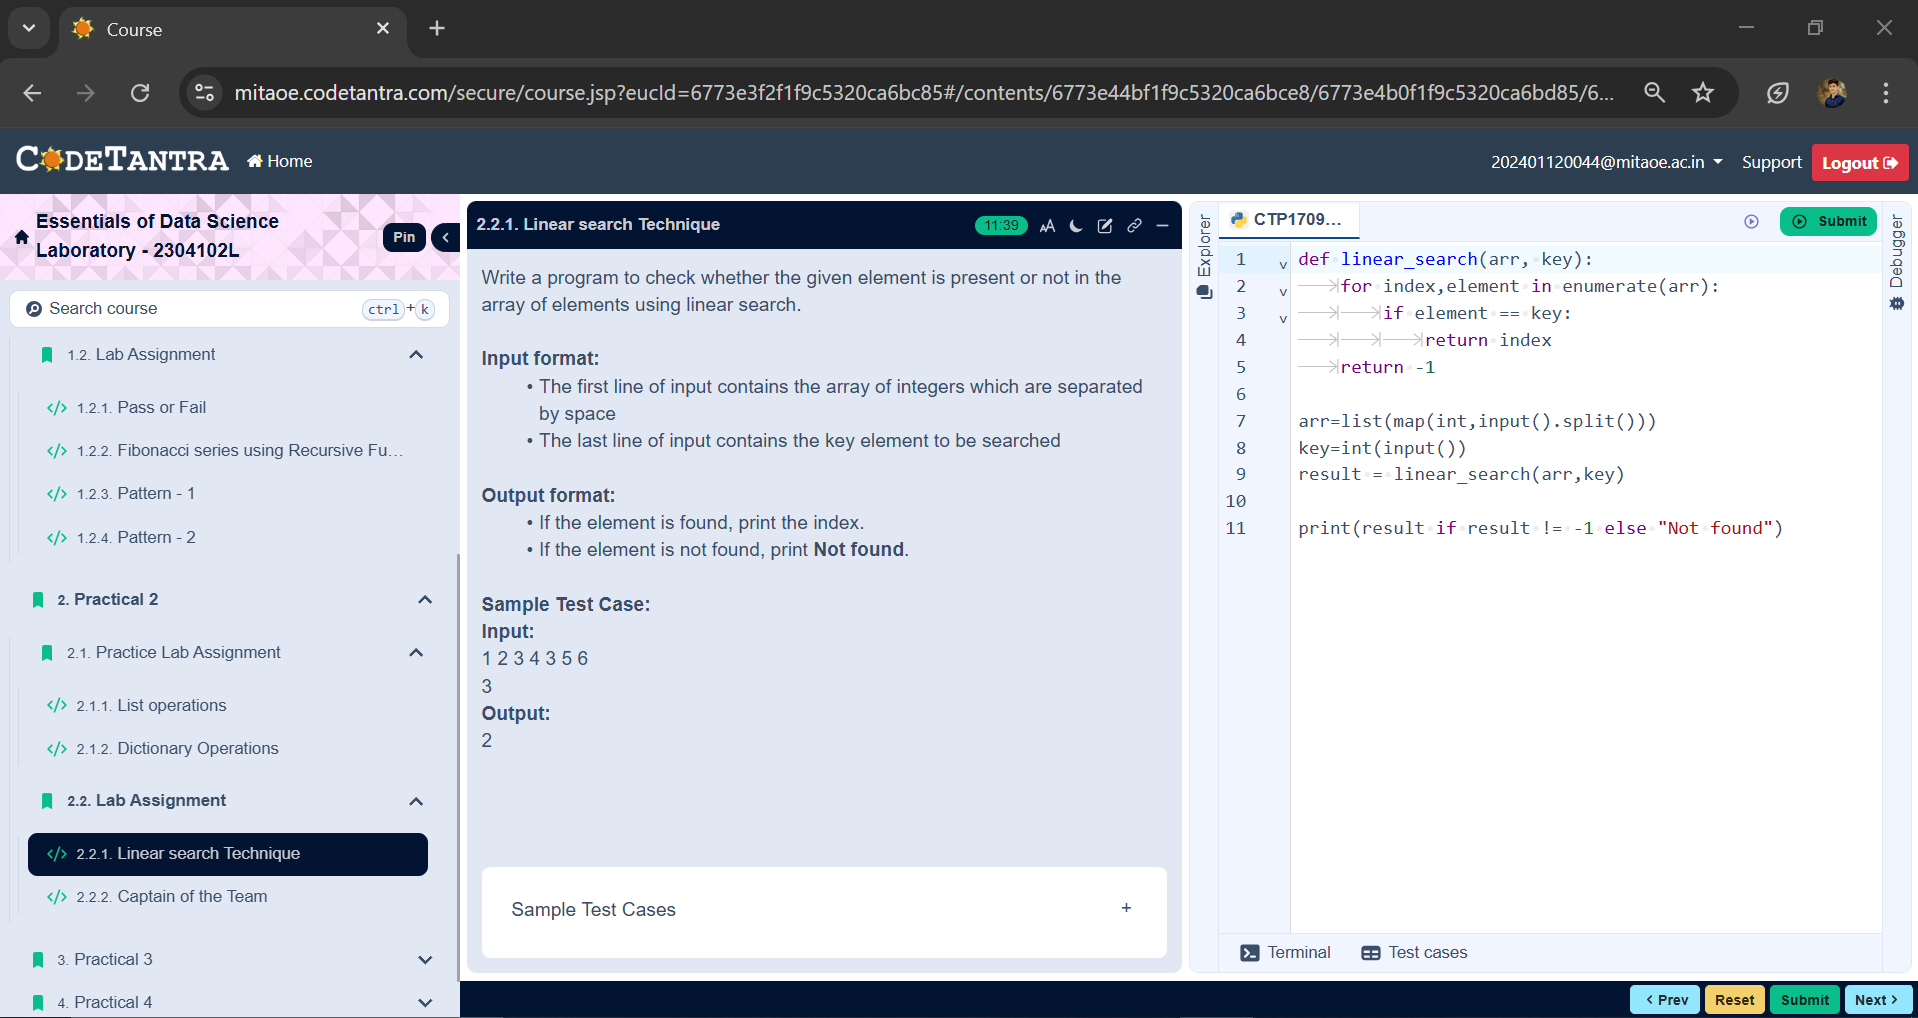 Course
mitaoe.codetantra.com/secure/course.jsp?eucId=6773e3f2f1f9c5320ca6bc85#/contents/6773e44bf1f9c5320ca6bce8/6773e4b0f1f9c5320ca6bd85/6...
CODETANTRA
Home
202401120044@mitaoe.ac.in
Support
Logout
Essentials of Data Science
Laboratory - 2304102L
Pin
Search course
ctrl + k
1.2. Lab Assignment
</> 1.2.1. Pass or Fail
</> 1.2.2. Fibonacci series using Recursive Fu...
</> 1.2.3. Pattern - 1
</> 1.2.4. Pattern - 2
2. Practical 2
2.1. Practice Lab Assignment
</> 2.1.1. List operations
</> 2.1.2. Dictionary Operations
2.2. Lab Assignment
</> 2.2.1. Linear search Technique
</> 2.2.2. Captain of the Team
3. Practical 3
4. Practical 4
2.2.1. Linear search Technique
11:39
AA
Write a program to check whether the given element is present or not in the
array of elements using linear search.
Input format:
• The first line of input contains the array of integers which are separated
by space
• The last line of input contains the key element to be searched
Output format:
• If the element is found, print the index.
• If the element is not found, print Not found.
Sample Test Case:
Input:
1 2 3 4 3 5 6
3
Output:
2
Sample Test Cases
+
Explorer
CTP1709...
Submit
Debugger
1 def linear_search(arr, key):
2 for index,element in enumerate(arr):
3 if element == key:
4 return index
5 return -1
6
7 arr=list(map(int,input().split()))
8 key=int(input())
9 result = linear_search(arr,key)
10
11 print(result if result != -1 else "Not found")
Terminal
Test cases
< Prev
Reset
Submit
Next >